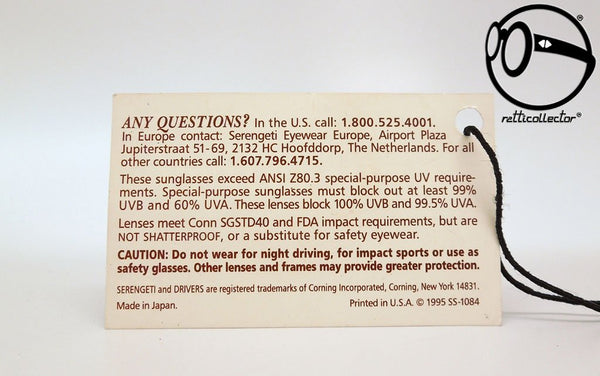 ANY QUESTIONS? In the U.S. call: 1.800.525.4001.
In Europe contact: Serengeti Eyewear Europe, Airport Plaza
Jupiterstraat 51-69, 2132 HC Hoofddorp, The Netherlands. For all
other countries call: 1.607.796.4715.
These sunglasses exceed ANSI Z80.3 special-purpose UV require-
ments. Special-purpose sunglasses must block out at least 99%
UVB and 60% UVA. These lenses block 100% UVB and 99.5% UVA.
Lenses meet Conn SGSTD40 and FDA impact requirements, but are
NOT SHATTERPROOF, or a substitute for safety eyewear.
CAUTION: Do not wear for night driving, for impact sports or use as
safety glasses. Other lenses and frames may provide greater protection.
SERENGETI and DRIVERS are registered trademarks of Corning Incorporated, Corning, New York 14831.
Made in Japan. Printed in U.S.A. © 1995 SS-1084
retticollector®